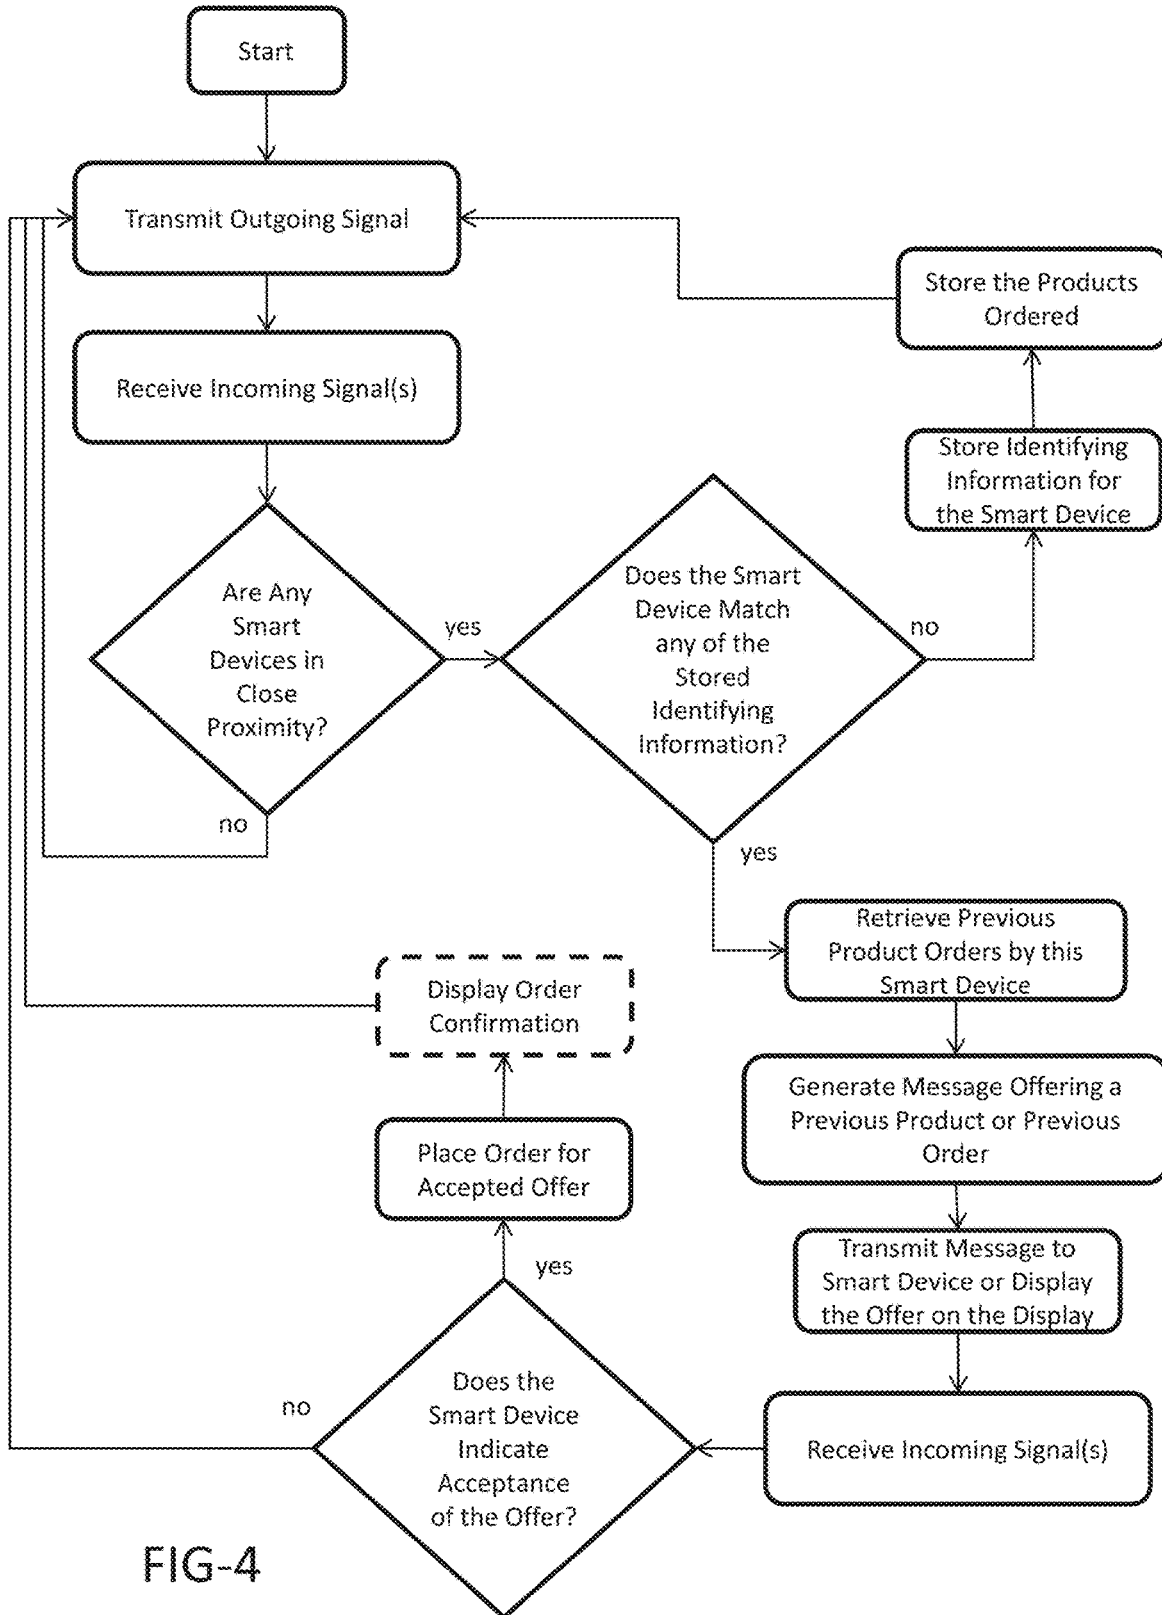 Start
Transmit Outgoing Signal
Receive Incoming Signal(s)
Are Any
Smart
Devices in
Close
Proximity?
yes
no
Does the Smart
Device Match
any of the
Stored
Identifying
Information?
no
Store Identifying
Information for
the Smart Device
Store the Products
Ordered
yes
Retrieve Previous
Product Orders by this
Smart Device
Generate Message Offering a
Previous Product or Previous
Order
Transmit Message to
Smart Device or Display
the Offer on the Display
Receive Incoming Signal(s)
Does the
Smart Device
Indicate
Acceptance
of the Offer?
no
yes
Place Order for
Accepted Offer
Display Order
Confirmation
FIG-4